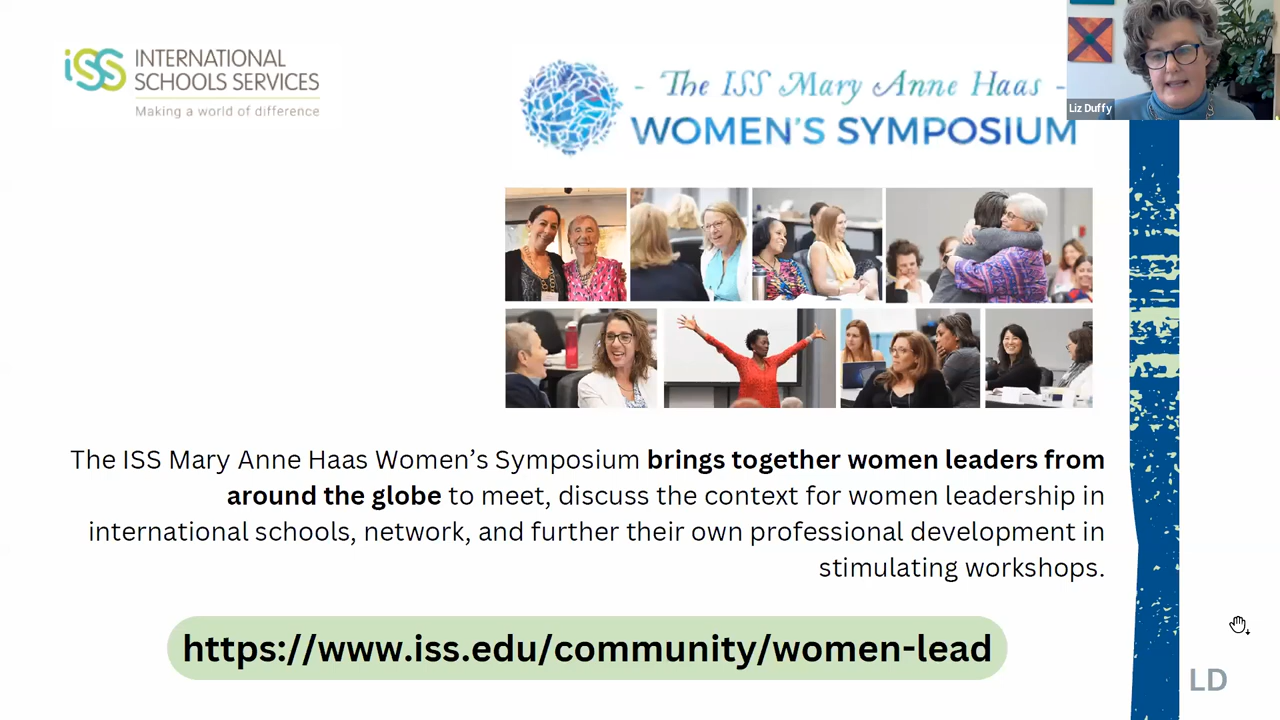 iSS INTERNATIONAL
SCHOOLS SERVICES
Making a world of difference
- The ISS Mary Anne Haas -
WOMEN'S SYMPOSIUM
Liz Duffy
The ISS Mary Anne Haas Women's Symposium brings together women leaders from
around the globe to meet, discuss the context for women leadership in
international schools, network, and further their own professional development in
stimulating workshops.
https://www.iss.edu/community/women-lead
LD